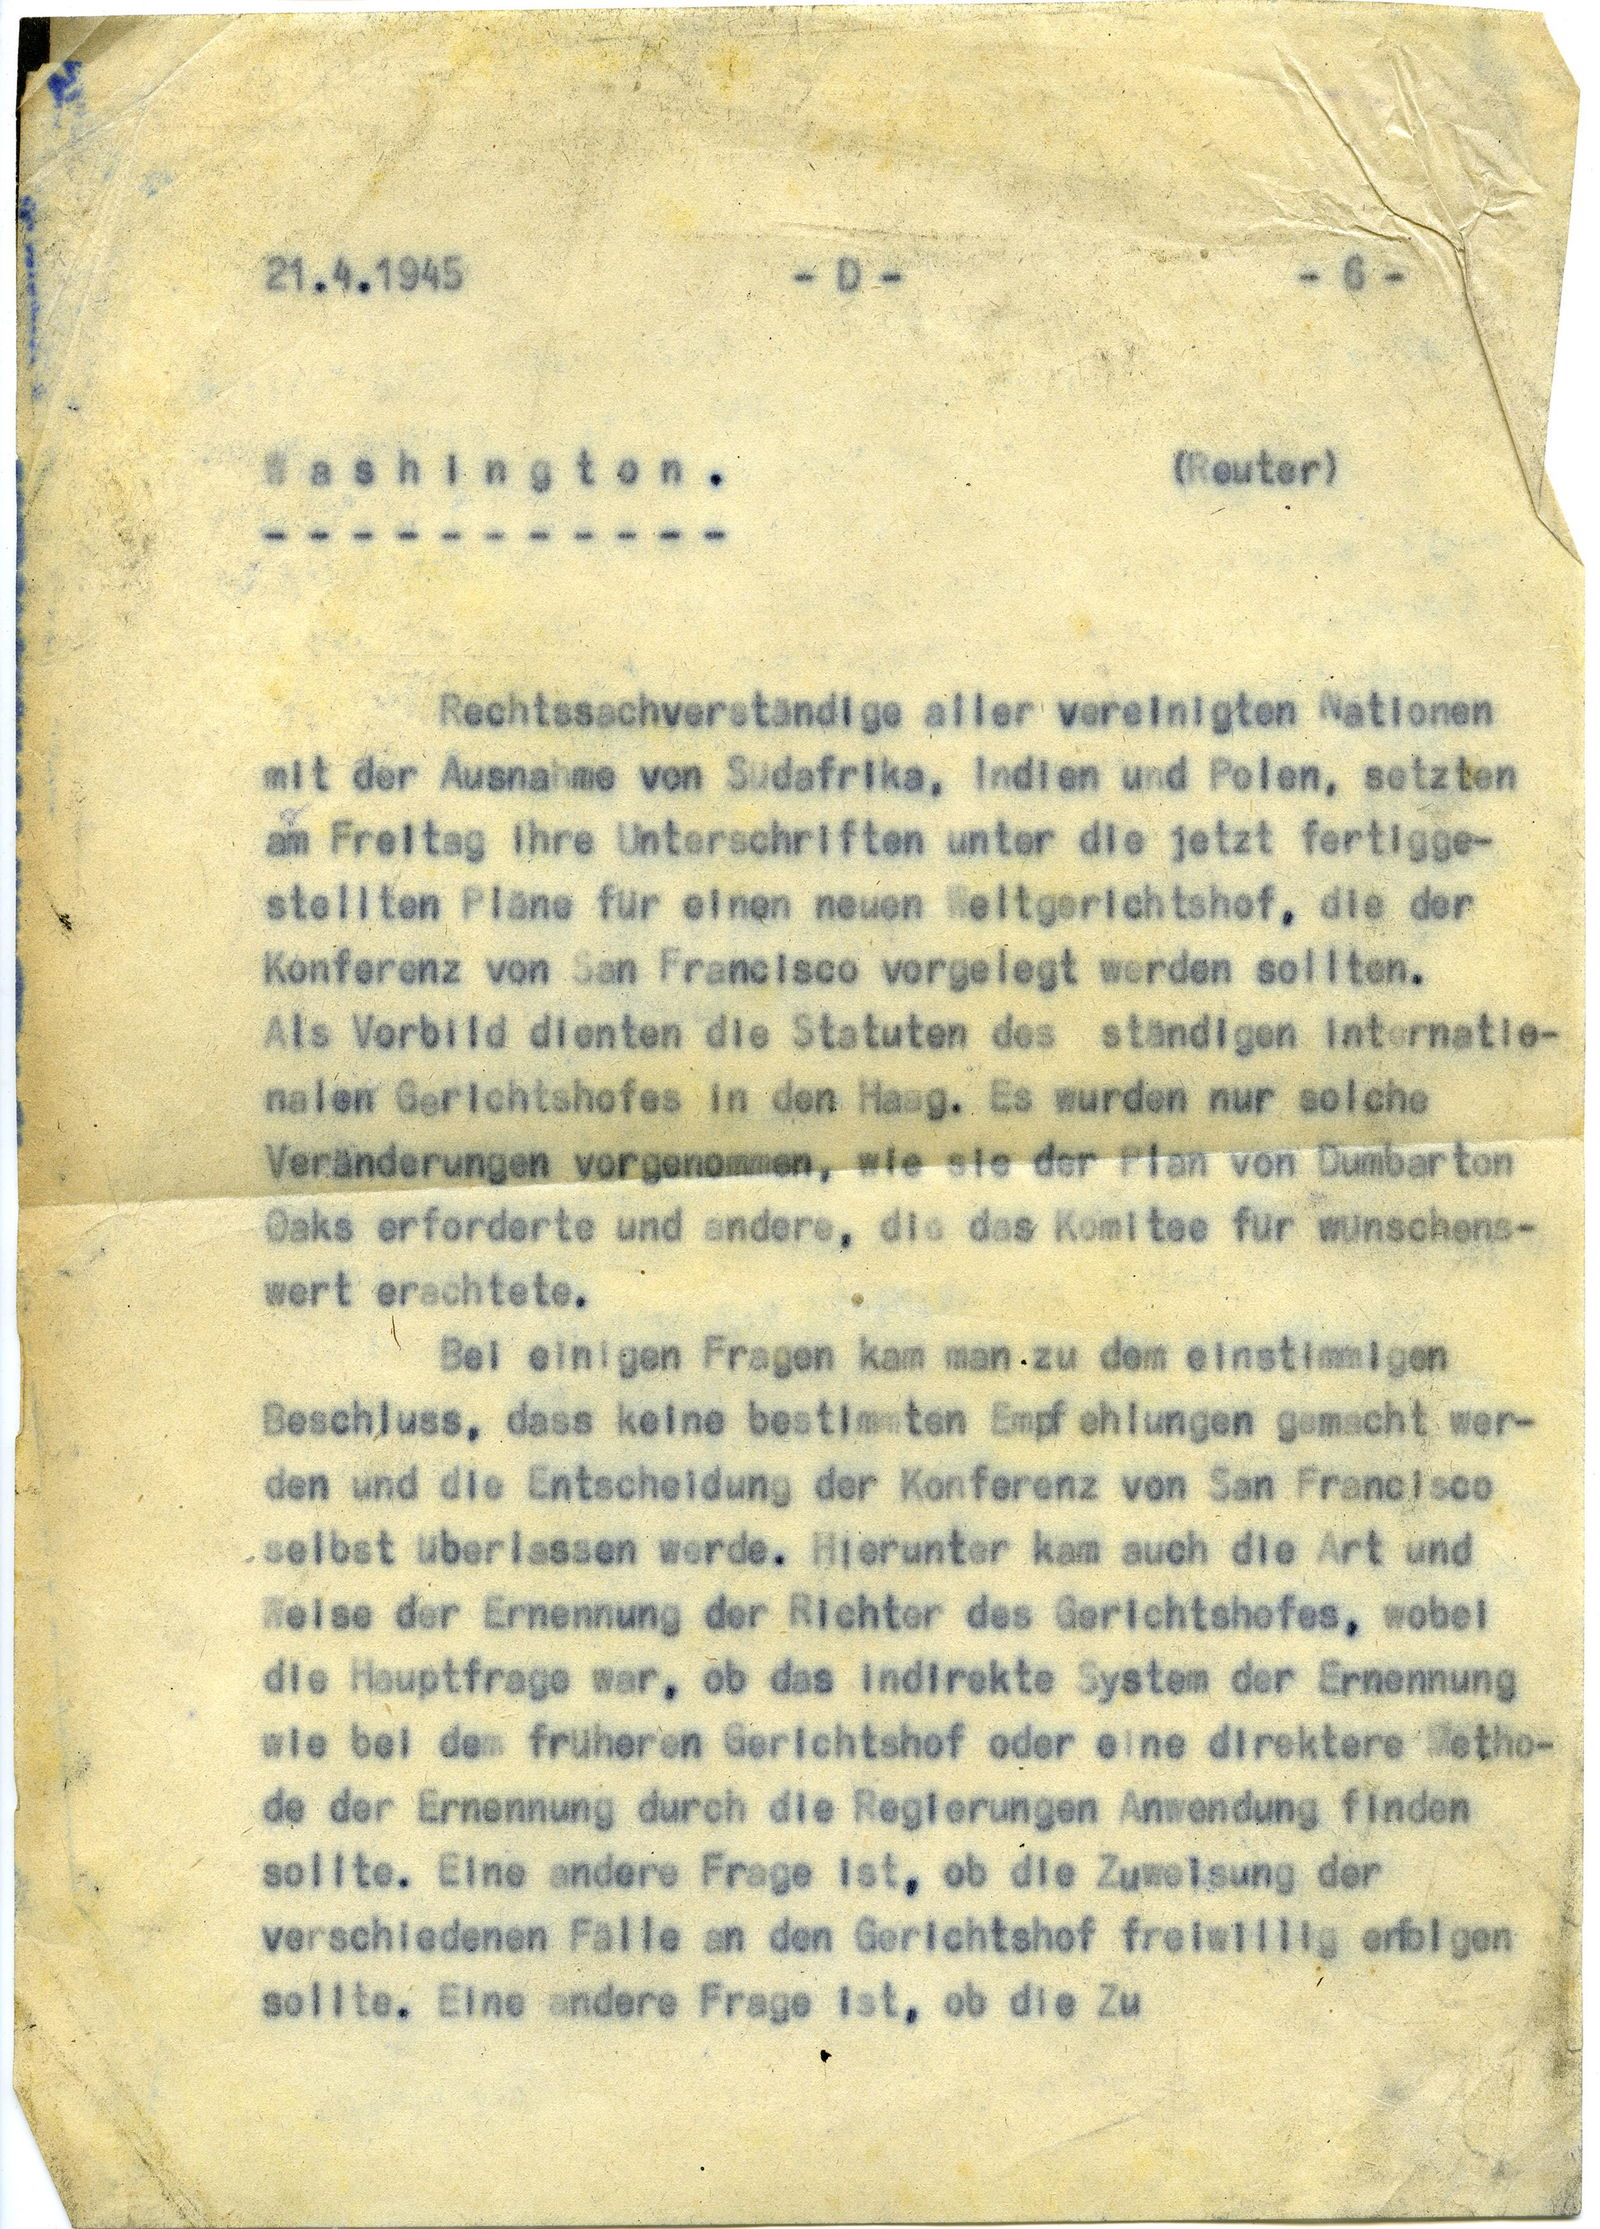 21.4.1945 - D - - 6 -
W a s h i n g t o n . (Reuter)
- - - - - - - - - - -
Rechtssachverständige aller vereinigten Nationen
mit der Ausnahme von Südafrika, Indien und Polen, setzten
am Freitag ihre Unterschriften unter die jetzt fertigge-
stellten Pläne für einen neuen Weltgerichtshof, die der
Konferenz von San Francisco vorgelegt werden sollten.
Als Vorbild dienten die Statuten des ständigen internatio-
nalen Gerichtshofes in den Haag. Es wurden nur solche
Veränderungen vorgenommen, wie sie der Plan von Dumbarton
Oaks erforderte und andere, die das Komitee für wünschens-
wert erachtete.
Bei einigen Fragen kam man zu dem einstimmigen
Beschluss, dass keine bestimmten Empfehlungen gemacht wer-
den und die Entscheidung der Konferenz von San Francisco
selbst überlassen werde. Hierunter kam auch die Art und
Weise der Ernennung der Richter des Gerichtshofes, wobei
die Hauptfrage war, ob das indirekte System der Ernennung
wie bei dem früheren Gerichtshof oder eine direktere Metho-
de der Ernennung durch die Regierungen Anwendung finden
sollte. Eine andere Frage ist, ob die Zuweisung der
verschiedenen Fälle an den Gerichtshof freiwillig erfolgen
sollte. Eine andere Frage ist, ob die Zu